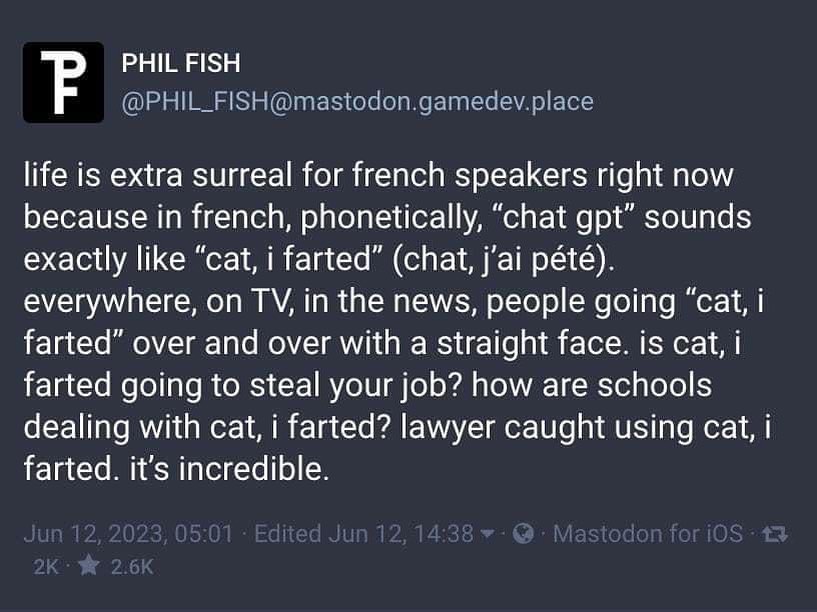 PF
PHIL FISH
@PHIL_FISH@mastodon.gamedev.place
life is extra surreal for french speakers right now
because in french, phonetically, “chat gpt” sounds
exactly like “cat, i farted” (chat, j’ai pété).
everywhere, on TV, in the news, people going “cat, i
farted” over and over with a straight face. is cat, i
farted going to steal your job? how are schools
dealing with cat, i farted? lawyer caught using cat, i
farted. it’s incredible.
Jun 12, 2023, 05:01 · Edited Jun 12, 14:38 · Mastodon for iOS ·
2K · 2.6K